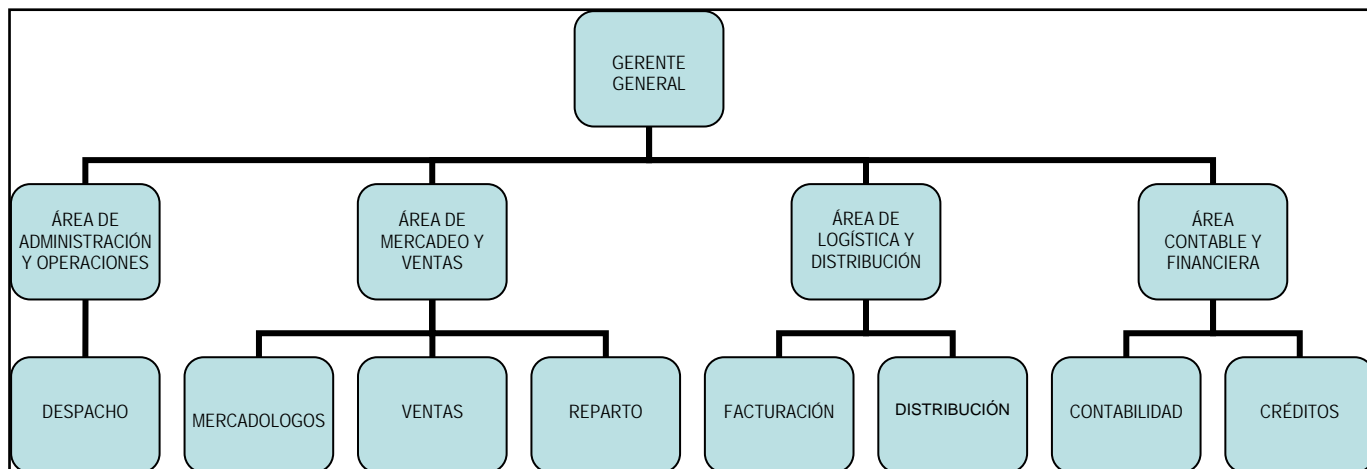 GERENTE
GENERAL
ÁREA DE
ADMINISTRACIÓN
Y OPERACIONES
ÁREA DE
MERCADEO Y
VENTAS
ÁREA DE
LOGÍSTICA Y
DISTRIBUCIÓN
ÁREA
CONTABLE Y
FINANCIERA
DESPACHO
MERCADOLOGOS
VENTAS
REPARTO
FACTURACIÓN
DISTRIBUCIÓN
CONTABILIDAD
CRÉDITOS